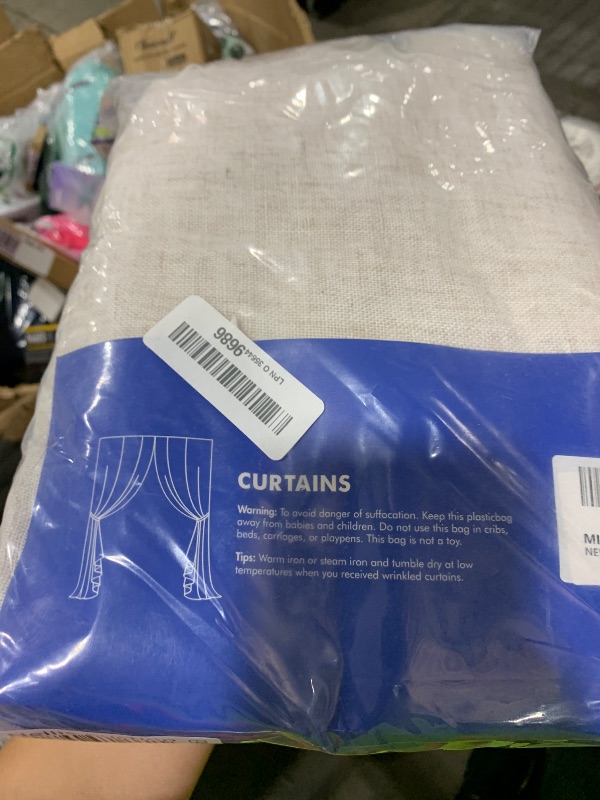 LPN O 358449686
CURTAINS
Warning: To avoid danger of suffocation. Keep this plasticbag
away from babies and children. Do not use this bag in cribs,
beds, carriages, or playpens. This bag is not a toy.
Tips: Warm iron or steam iron and tumble dry at low
temperatures when you received wrinkled curtains.
MI
NE